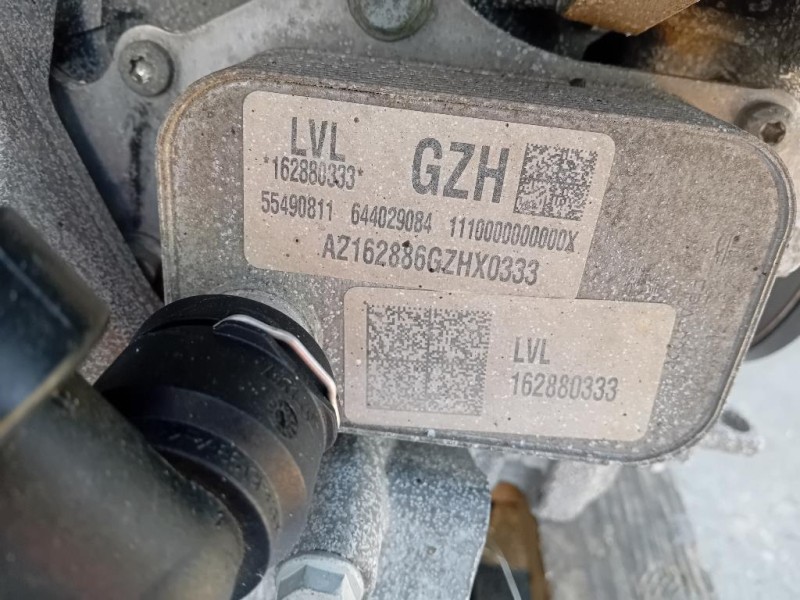 LVL
GZH
*162880333*
55490811 644029084 1110000000000X
AZ162886GZHX0333
LVL
162880333